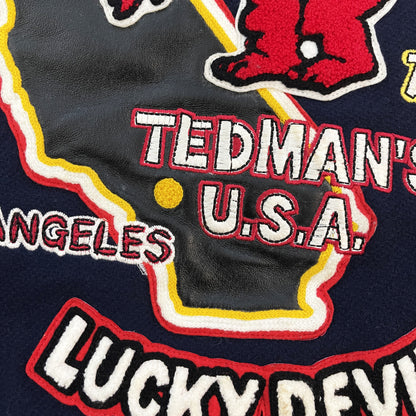 TEDMAN'S
U.S.A.
ANGELES
LUCKY DEV